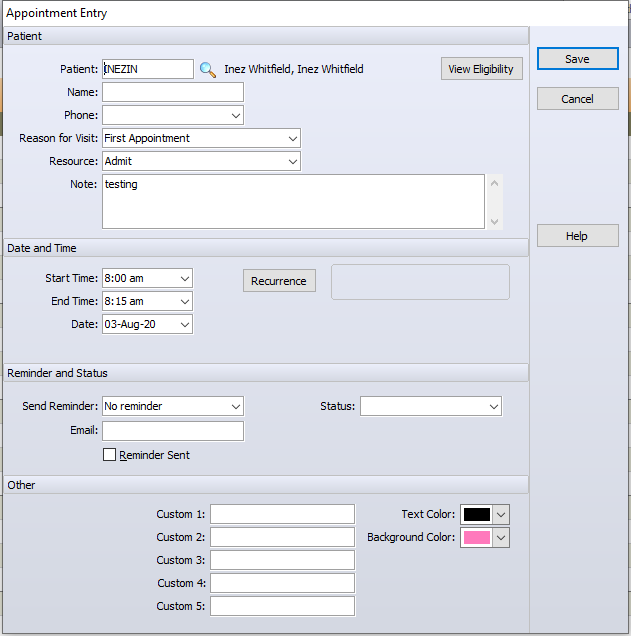 Appointment Entry
Patient
Patient: INEZIN Inez Whitfield, Inez Whitfield View Eligibility
Save
Name:
Cancel
Phone:
Reason for Visit: First Appointment
Resource: Admit
Note: testing
Help
Date and Time
Start Time: 8:00 am Recurrence
End Time: 8:15 am
Date: 03-Aug-20
Reminder and Status
Send Reminder: No reminder Status:
Email:
Reminder Sent
Other
Custom 1: Text Color:
Custom 2: Background Color:
Custom 3:
Custom 4:
Custom 5: